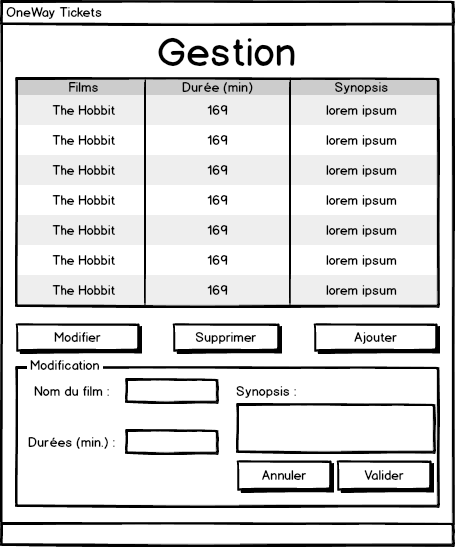 OneWay Tickets
Gestion
Films Durée (min) Synopsis
The Hobbit 169 lorem ipsum
The Hobbit 169 lorem ipsum
The Hobbit 169 lorem ipsum
The Hobbit 169 lorem ipsum
The Hobbit 169 lorem ipsum
The Hobbit 169 lorem ipsum
The Hobbit 169 lorem ipsum
Modifier Supprimer Ajouter
Modification
Nom du film : Synopsis :
Durées (min.) :
Annuler Valider